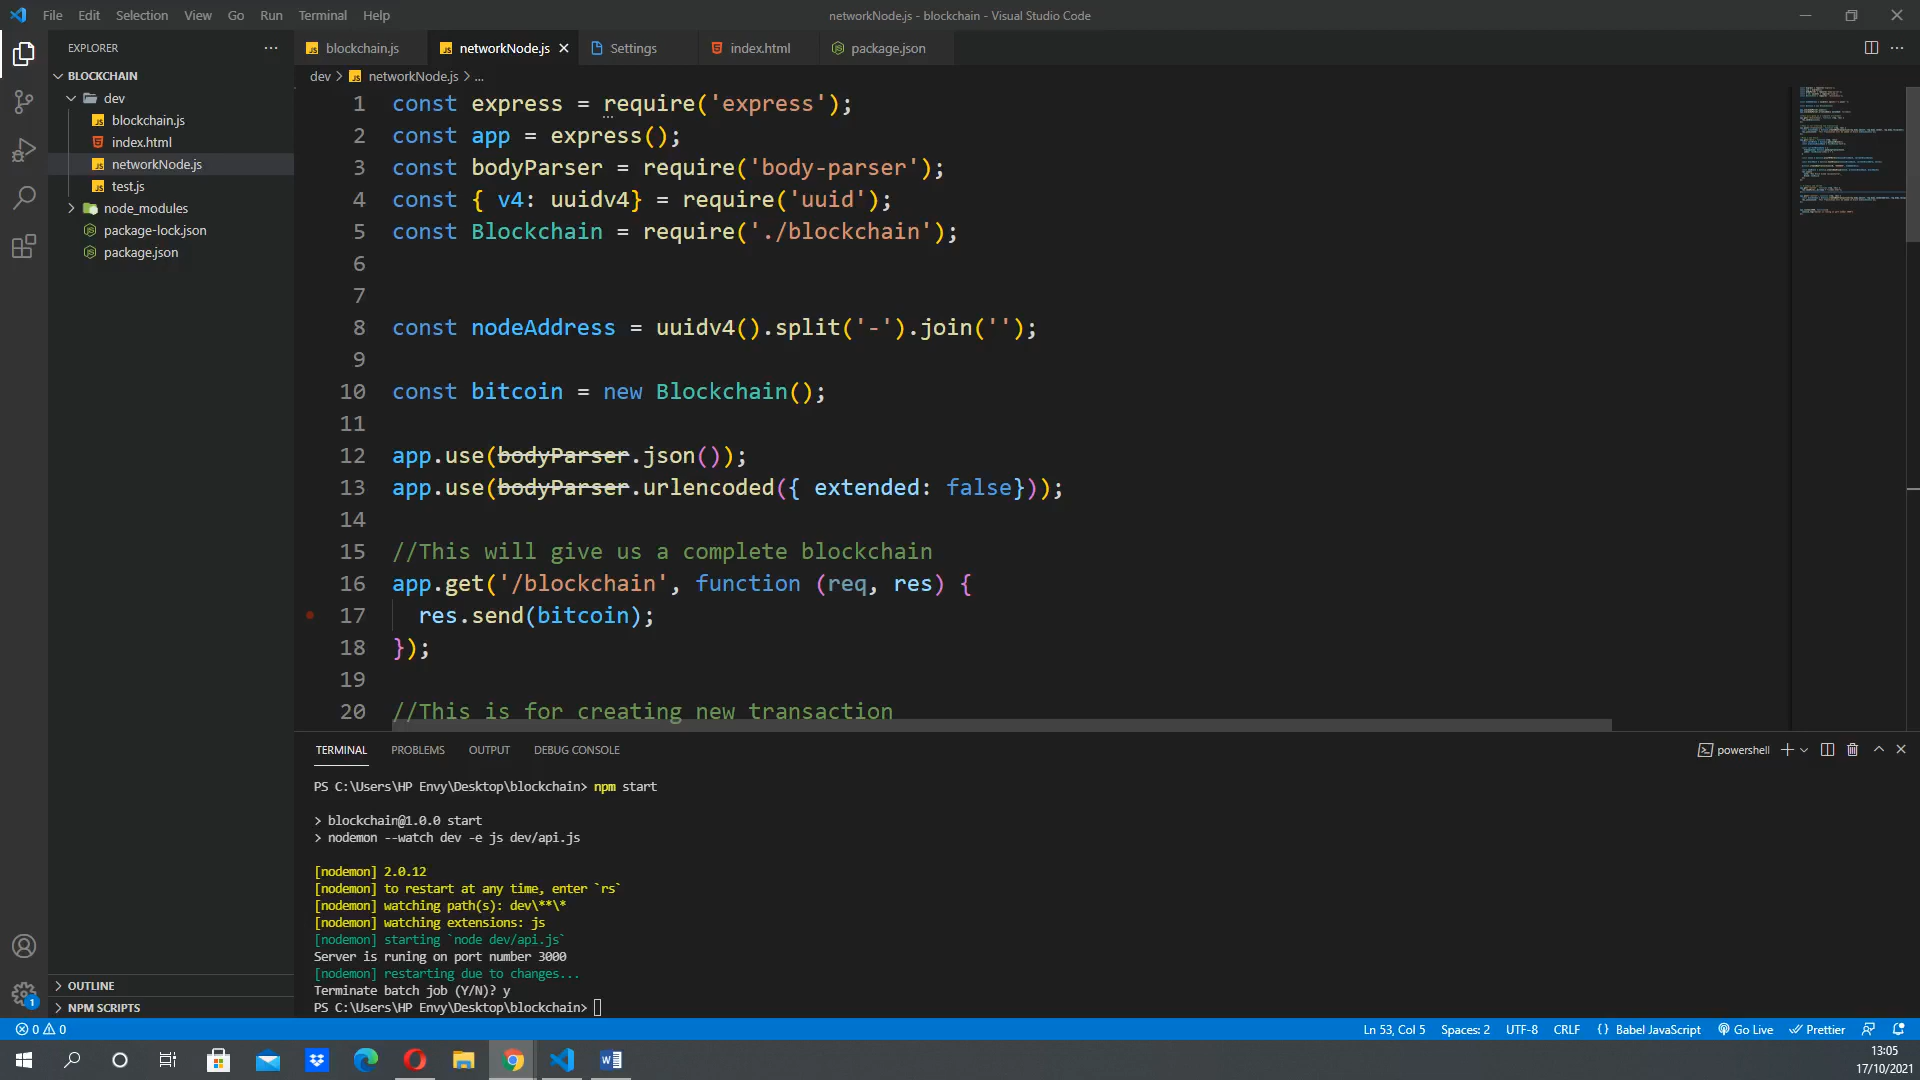 File Edit Selection View Go Run Terminal Help
networkNode.js - blockchain - Visual Studio Code
EXPLORER
BLOCKCHAIN
dev
blockchain.js
index.html
networkNode.js
test.js
node_modules
package-lock.json
package.json
OUTLINE
NPM SCRIPTS
blockchain.js networkNode.js Settings index.html package.json
dev > networkNode.js > ...
1 const express = require('express');
2 const app = express();
3 const bodyParser = require('body-parser');
4 const { v4: uuidv4} = require('uuid');
5 const Blockchain = require('./blockchain');
6
7
8 const nodeAddress = uuidv4().split('-').join('');
9
10 const bitcoin = new Blockchain();
11
12 app.use(bodyParser.json());
13 app.use(bodyParser.urlencoded({ extended: false}));
14
15 //This will give us a complete blockchain
16 app.get('/blockchain', function (req, res) {
17 res.send(bitcoin);
18 });
19
20 //This is for creating new transaction
TERMINAL PROBLEMS OUTPUT DEBUG CONSOLE
powershell
PS C:\Users\HP Envy\Desktop\blockchain> npm start
> blockchain@1.0.0 start
> nodemon --watch dev -e js dev/api.js
[nodemon] 2.0.12
[nodemon] to restart at any time, enter `rs`
[nodemon] watching path(s): dev\**\*
[nodemon] watching extensions: js
[nodemon] starting `node dev/api.js`
Server is runing on port number 3000
[nodemon] restarting due to changes...
Terminate batch job (Y/N)? y
PS C:\Users\HP Envy\Desktop\blockchain>
1
0 0
Ln 53, Col 5 Spaces: 2 UTF-8 CRLF {} Babel JavaScript Go Live Prettier
13:05
17/10/2021